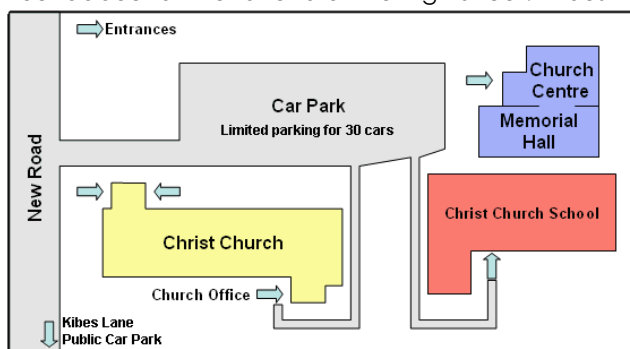 Entrances
Church
Centre
Memorial
Hall
Car Park
Limited parking for 30 cars
New Road
Christ Church School
Christ Church
Church Office
Kibes Lane
Public Car Park